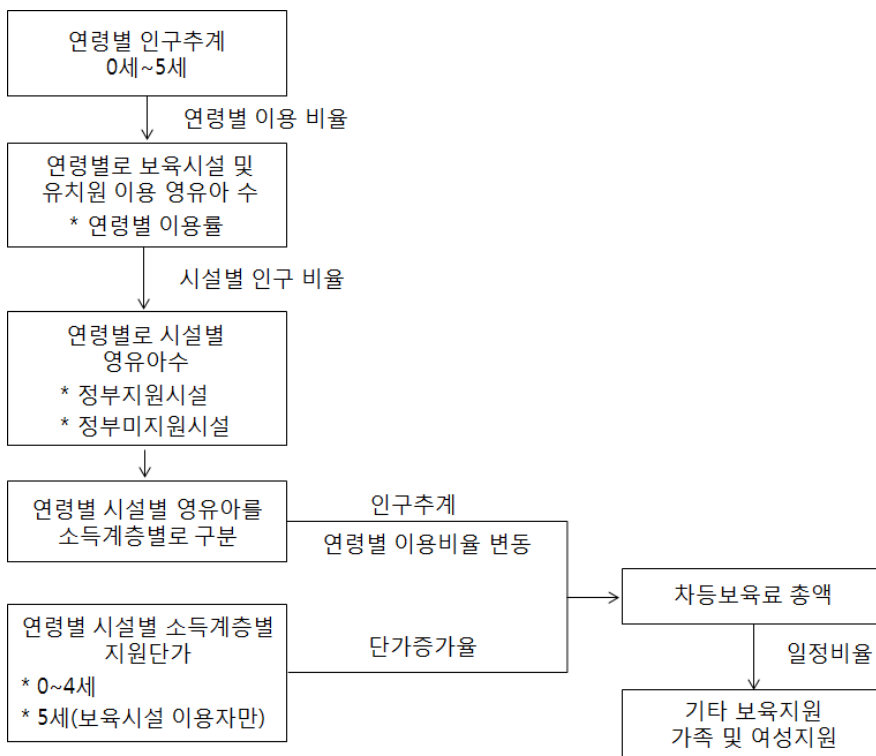 연령별 인구추계
0세~5세
연령별 이용 비율
연령별로 보육시설 및
유치원 이용 영유아 수
* 연령별 이용률
시설별 인구 비율
연령별로 시설별
영유아수
* 정부지원시설
* 정부미지원시설
연령별 시설별 영유아를
소득계층별로 구분
인구추계
연령별 이용비율 변동
연령별 시설별 소득계층별
지원단가
* 0~4세
* 5세(보육시설 이용자만)
단가증가율
차등보육료 총액
일정비율
기타 보육지원
가족 및 여성지원